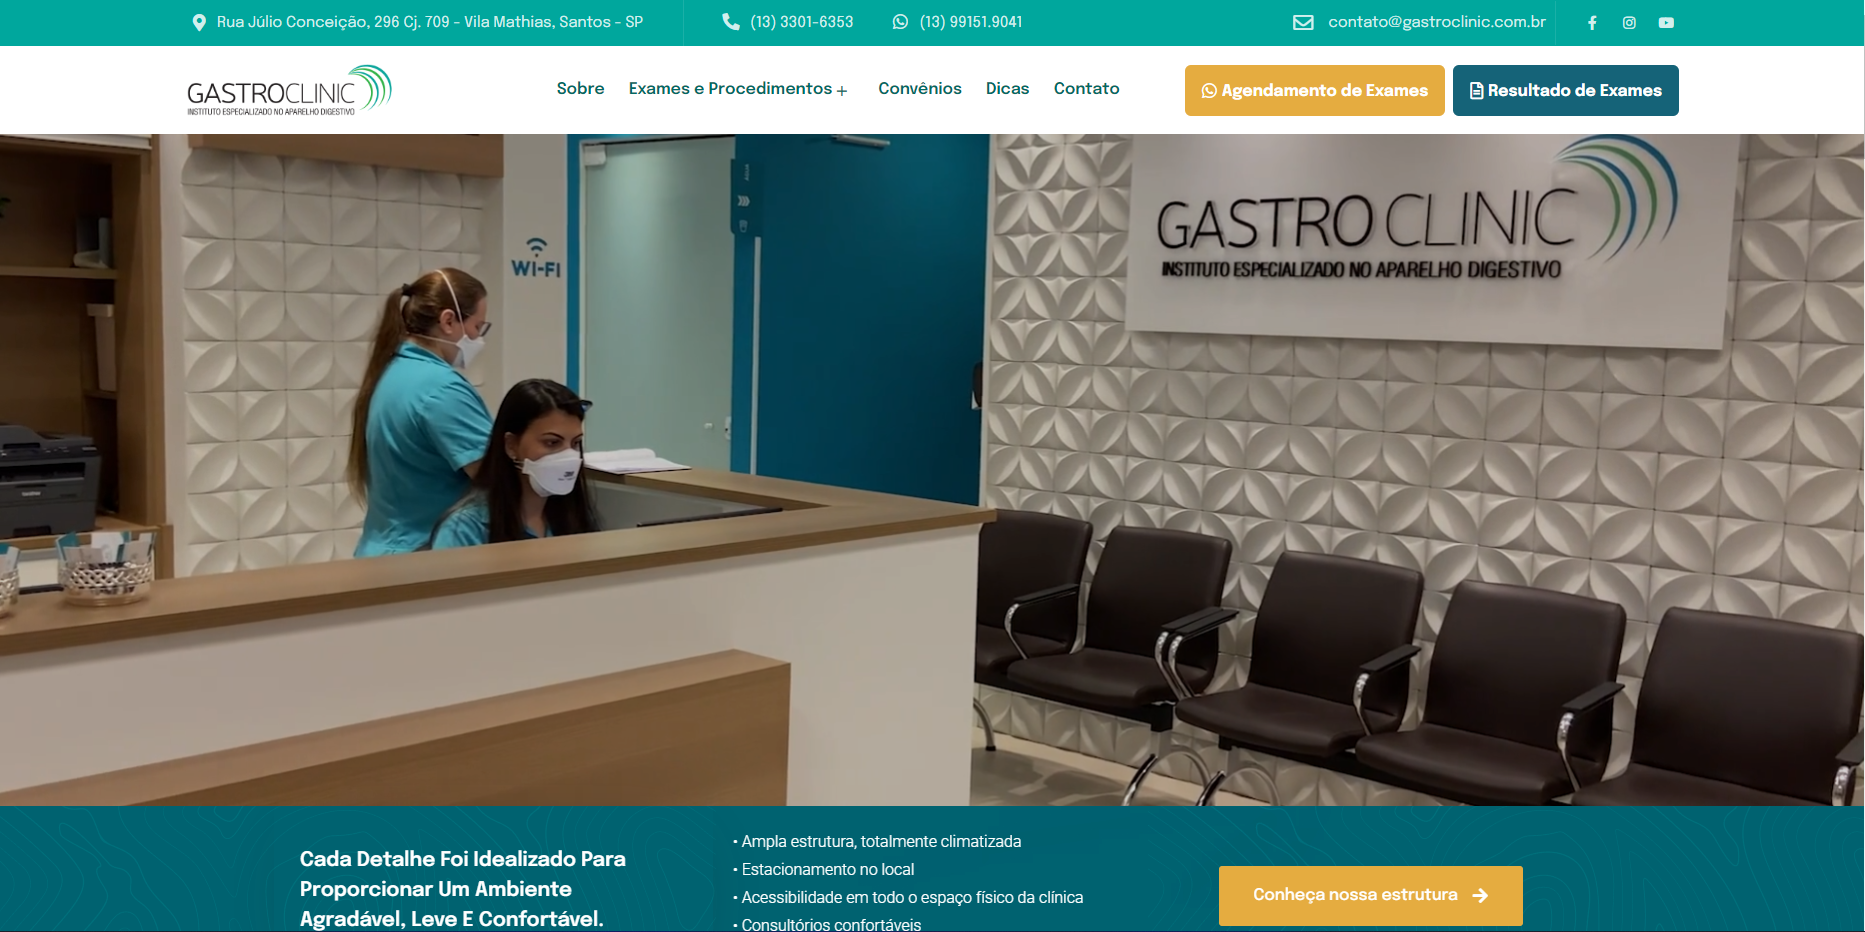 Rua Júlio Conceição, 296 Cj. 709 - Vila Mathias, Santos - SP
(13) 3301-6353
(13) 99151.9041
contato@gastroclinic.com.br
GASTROCLINIC
INSTITUTO ESPECIALIZADO NO APARELHO DIGESTIVO
Sobre
Exames e Procedimentos +
Convênios
Dicas
Contato
Agendamento de Exames
Resultado de Exames
WI-FI
GASTROCLINIC
INSTITUTO ESPECIALIZADO NO APARELHO DIGESTIVO
Cada Detalhe Foi Idealizado Para
Proporcionar Um Ambiente
Agradável, Leve E Confortável.
• Ampla estrutura, totalmente climatizada
• Estacionamento no local
• Acessibilidade em todo o espaço físico da clínica
• Consultórios confortáveis
Conheça nossa estrutura